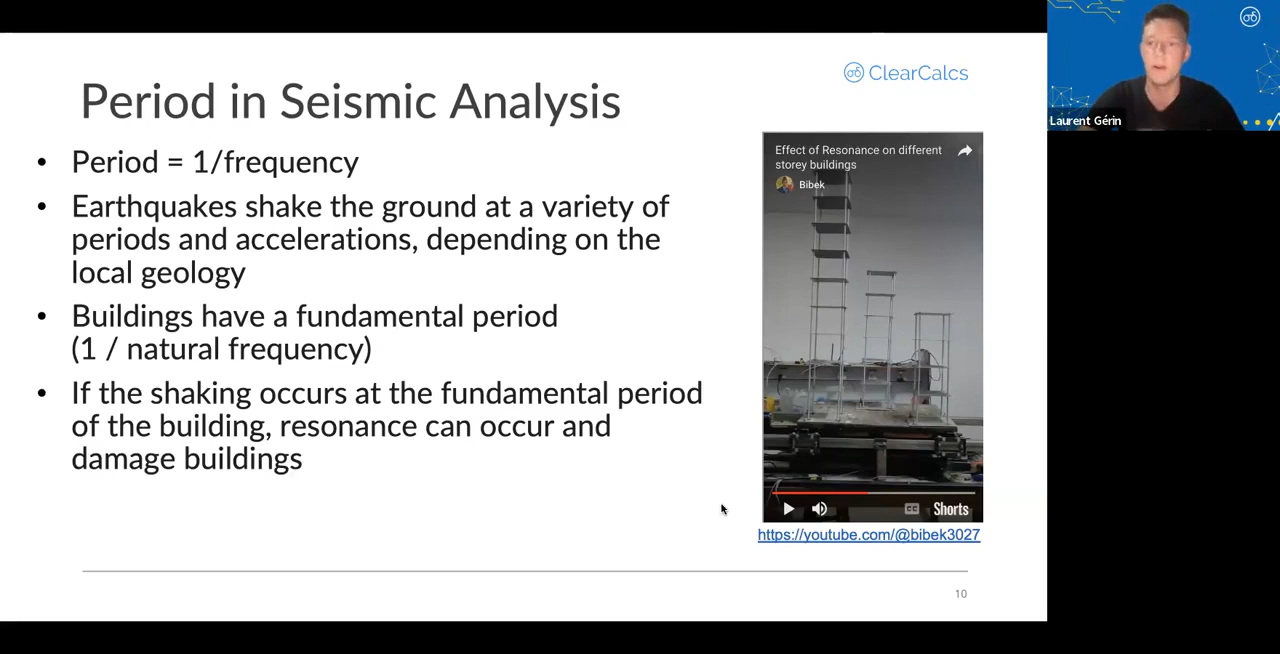 ClearCalcs
Period in Seismic Analysis
• Period = 1/frequency
• Earthquakes shake the ground at a variety of
periods and accelerations, depending on the
local geology
• Buildings have a fundamental period
(1 / natural frequency)
• If the shaking occurs at the fundamental period
of the building, resonance can occur and
damage buildings
Effect of Resonance on different
storey buildings
Bibek
CC
Shorts
https://youtube.com/@bibek3027
10
Laurent Gérin